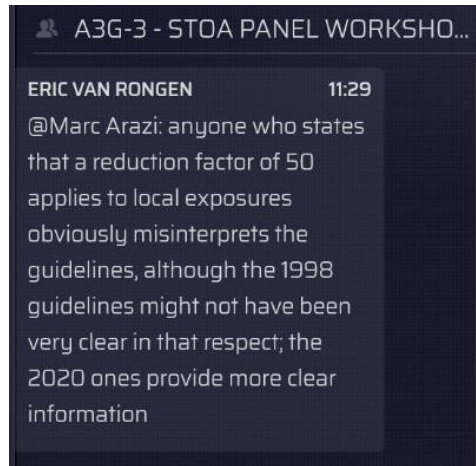 A3G-3 - STOA PANEL WORKSHO...
ERIC VAN RONGEN 11:29
@Marc Arazi: anyone who states
that a reduction factor of 50
applies to local exposures
obviously misinterprets the
guidelines, although the 1998
guidelines might not have been
very clear in that respect; the
2020 ones provide more clear
information